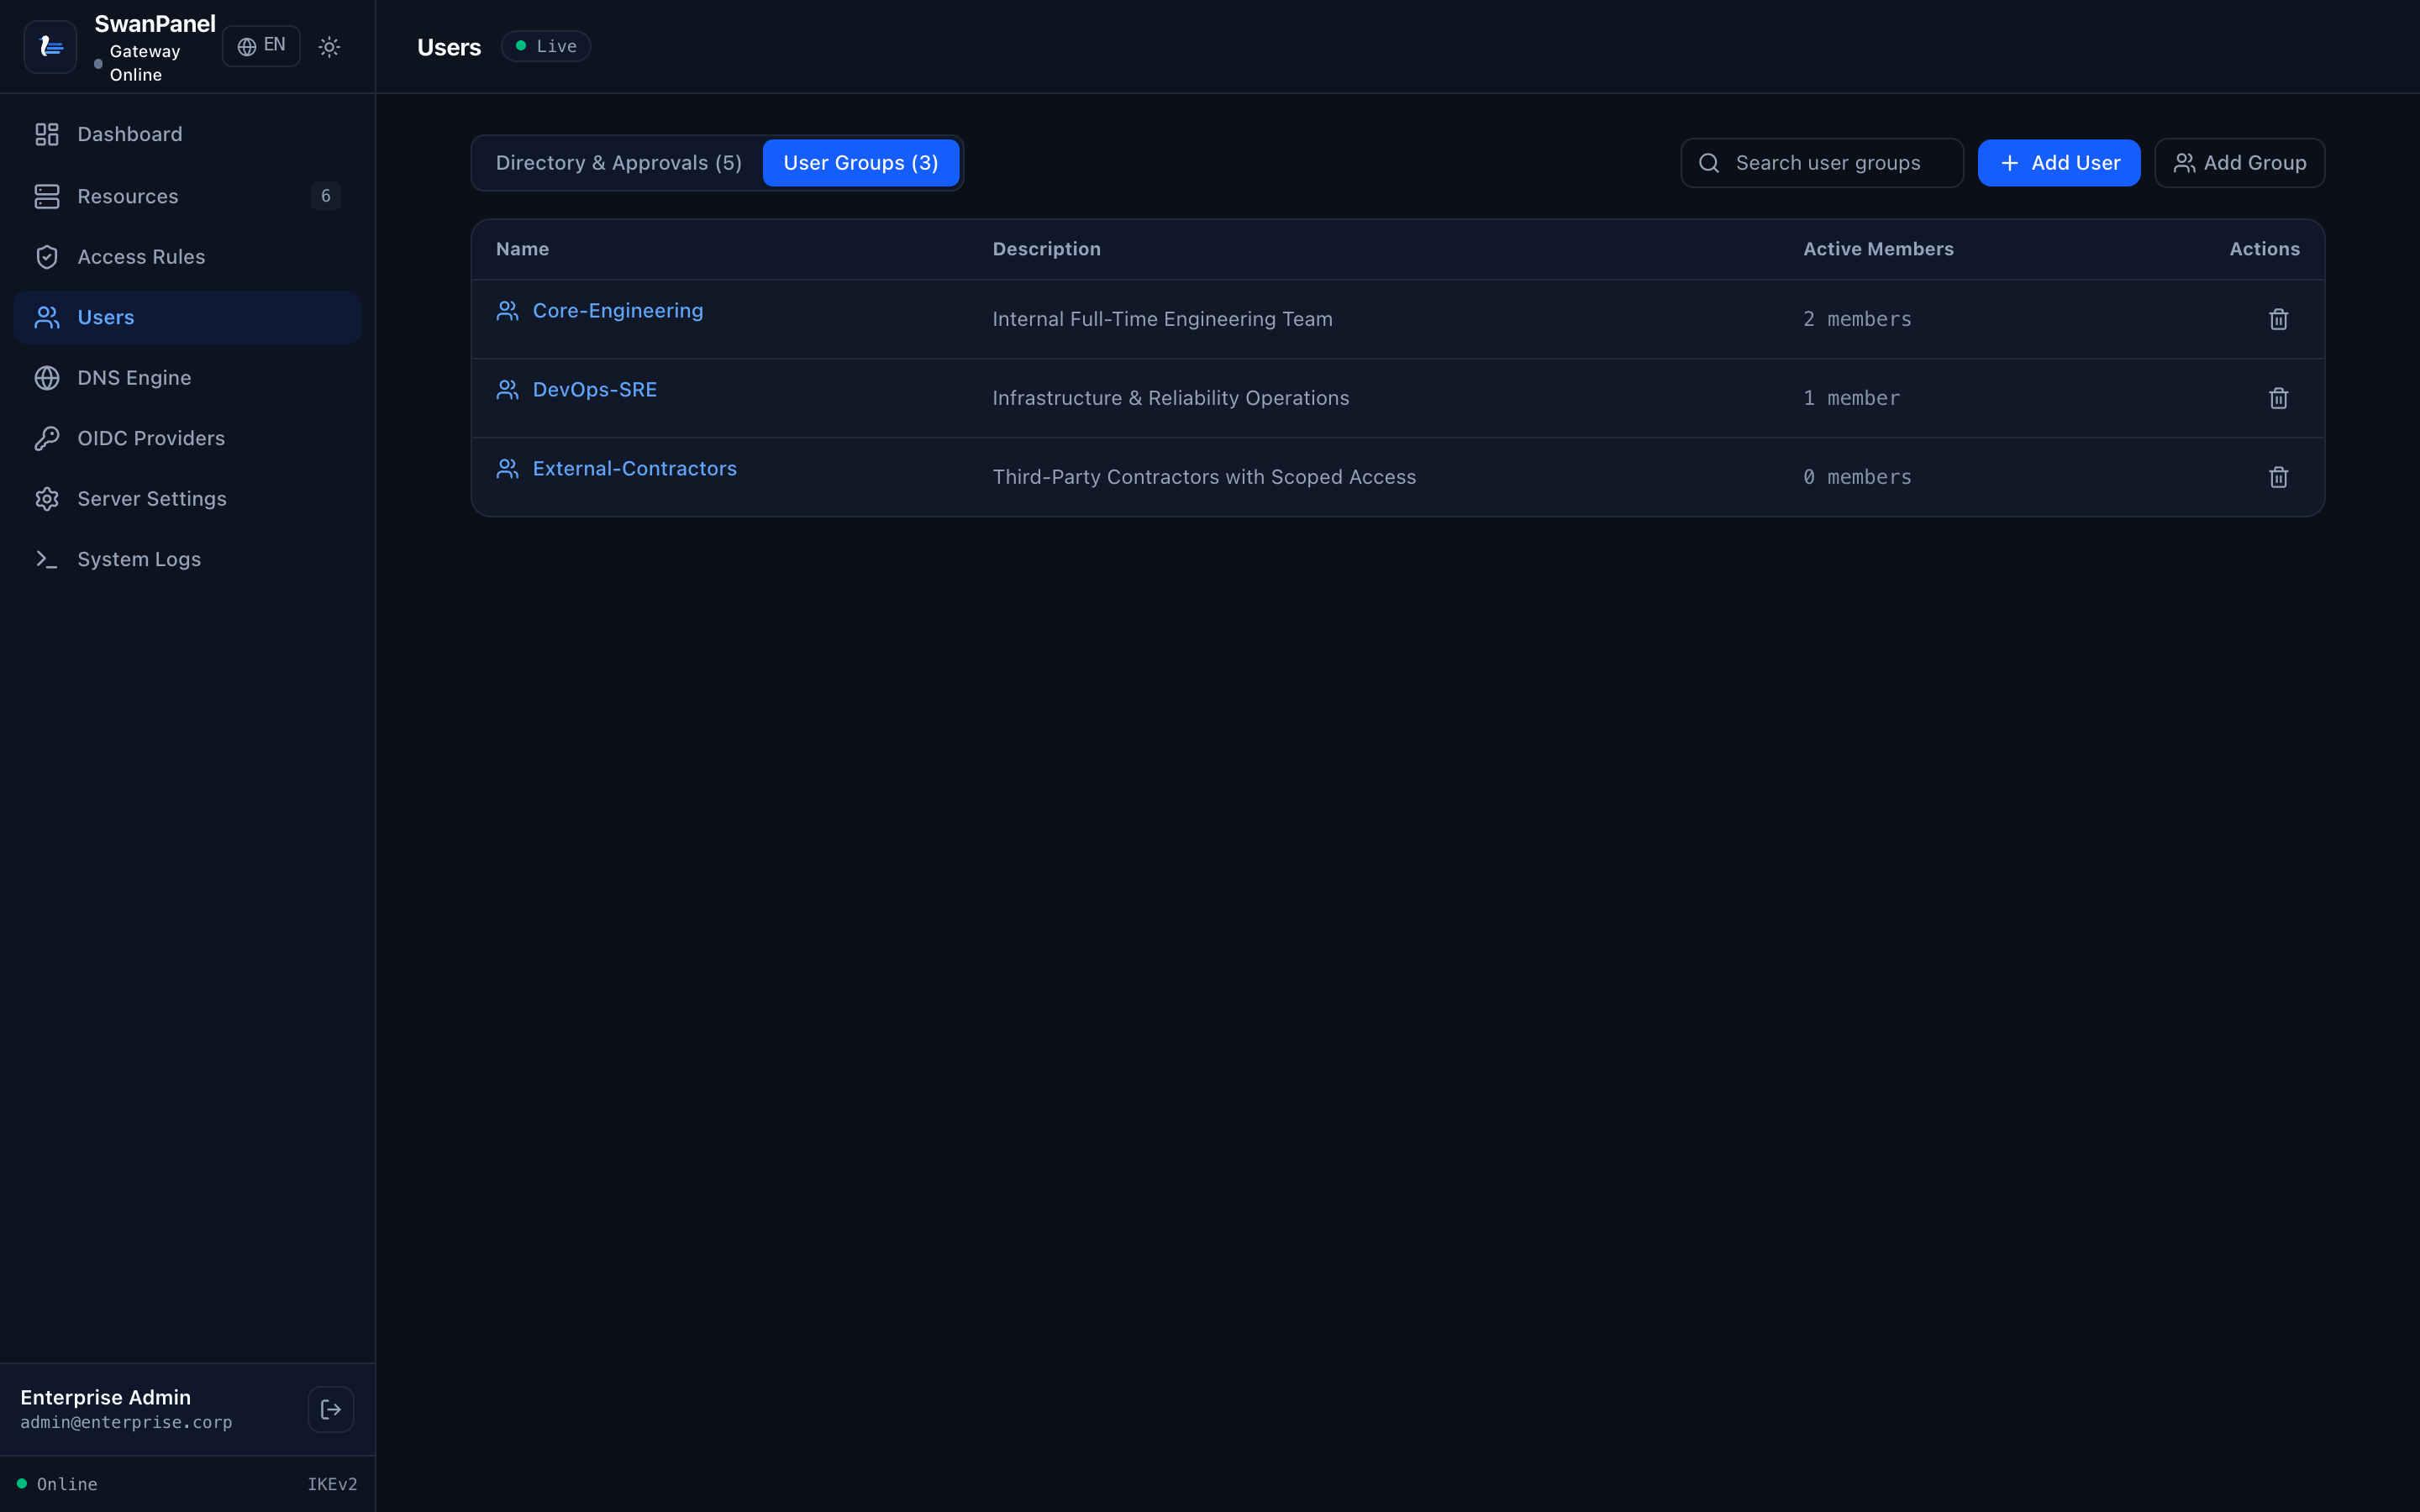 SwanPanel
Gateway
Online
EN
Users
Live
Dashboard
Resources 6
Access Rules
Users
DNS Engine
OIDC Providers
Server Settings
System Logs
Directory & Approvals (5)
User Groups (3)
Search user groups
Add User
Add Group
Name Description Active Members Actions
Core-Engineering Internal Full-Time Engineering Team 2 members
DevOps-SRE Infrastructure & Reliability Operations 1 member
External-Contractors Third-Party Contractors with Scoped Access 0 members
Enterprise Admin
admin@enterprise.corp
Online IKEv2